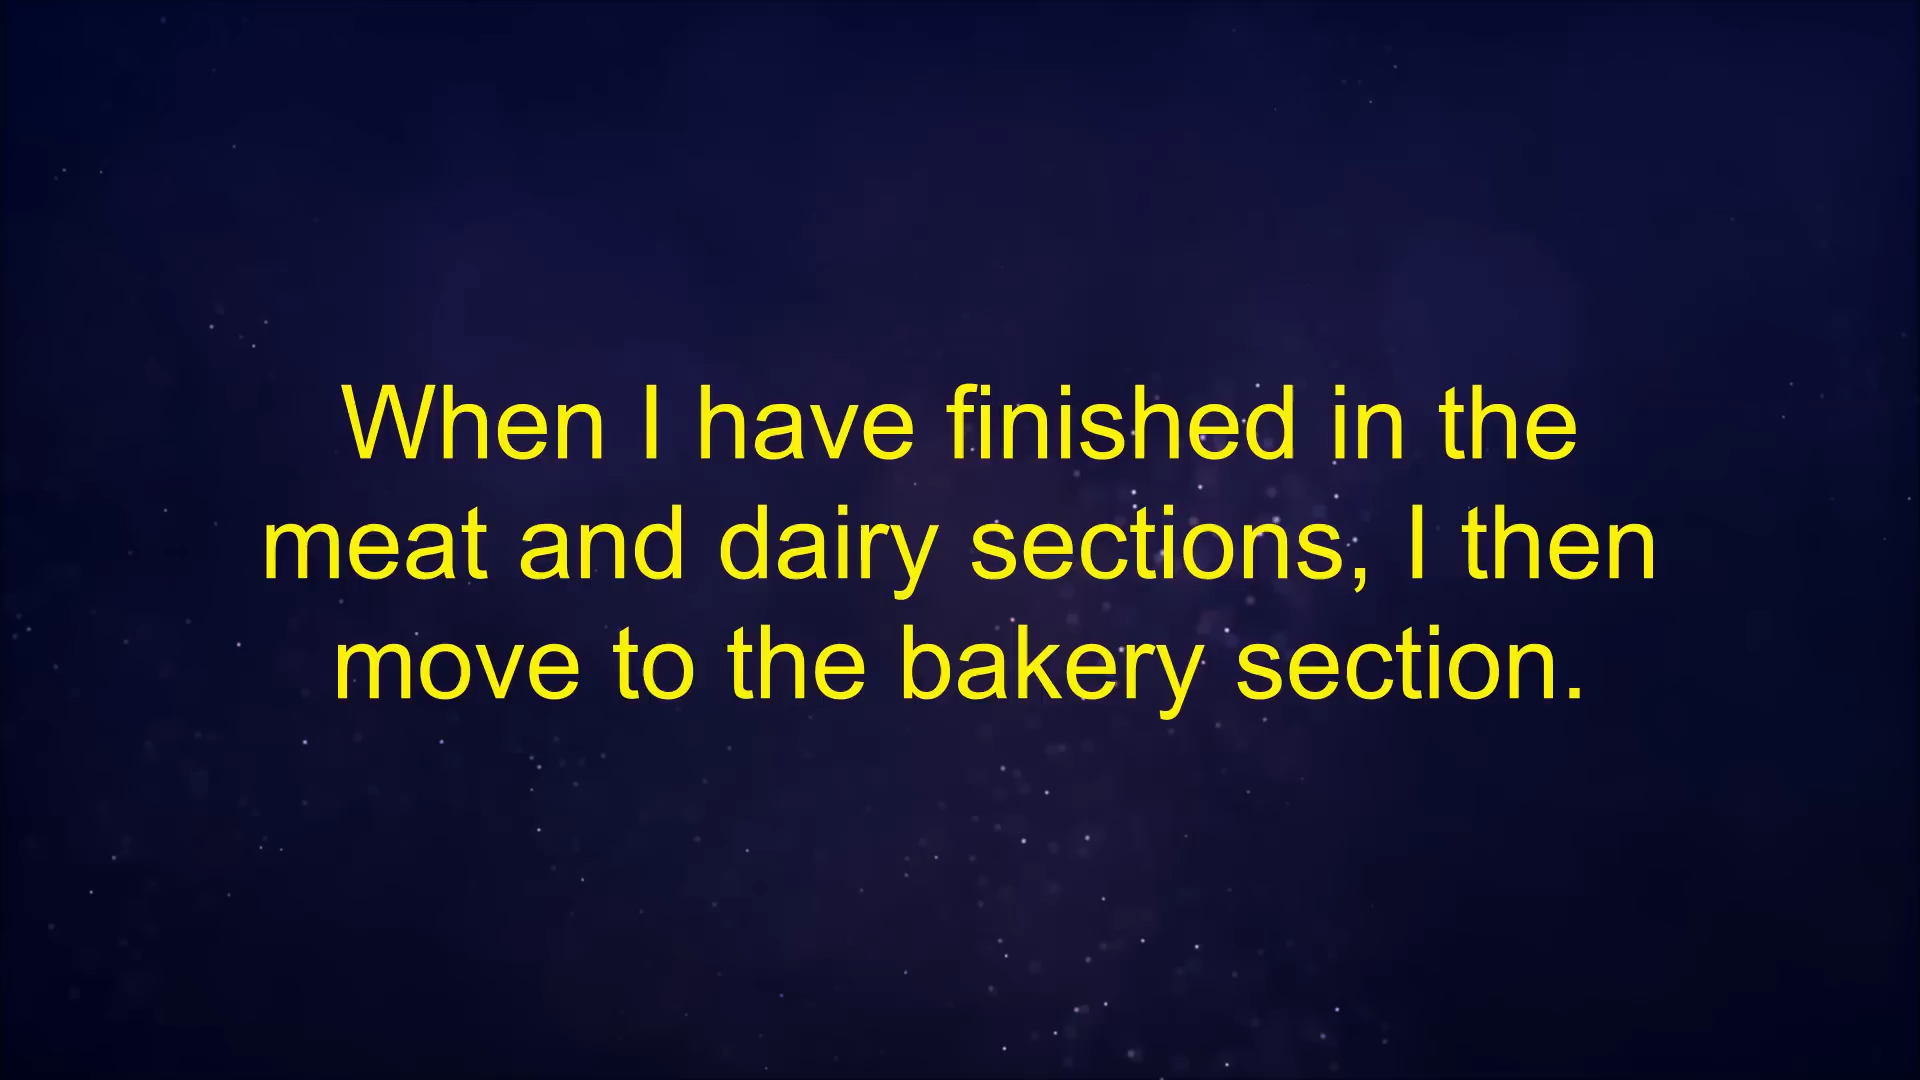 When I have finished in the
meat and dairy sections, I then
move to the bakery section.